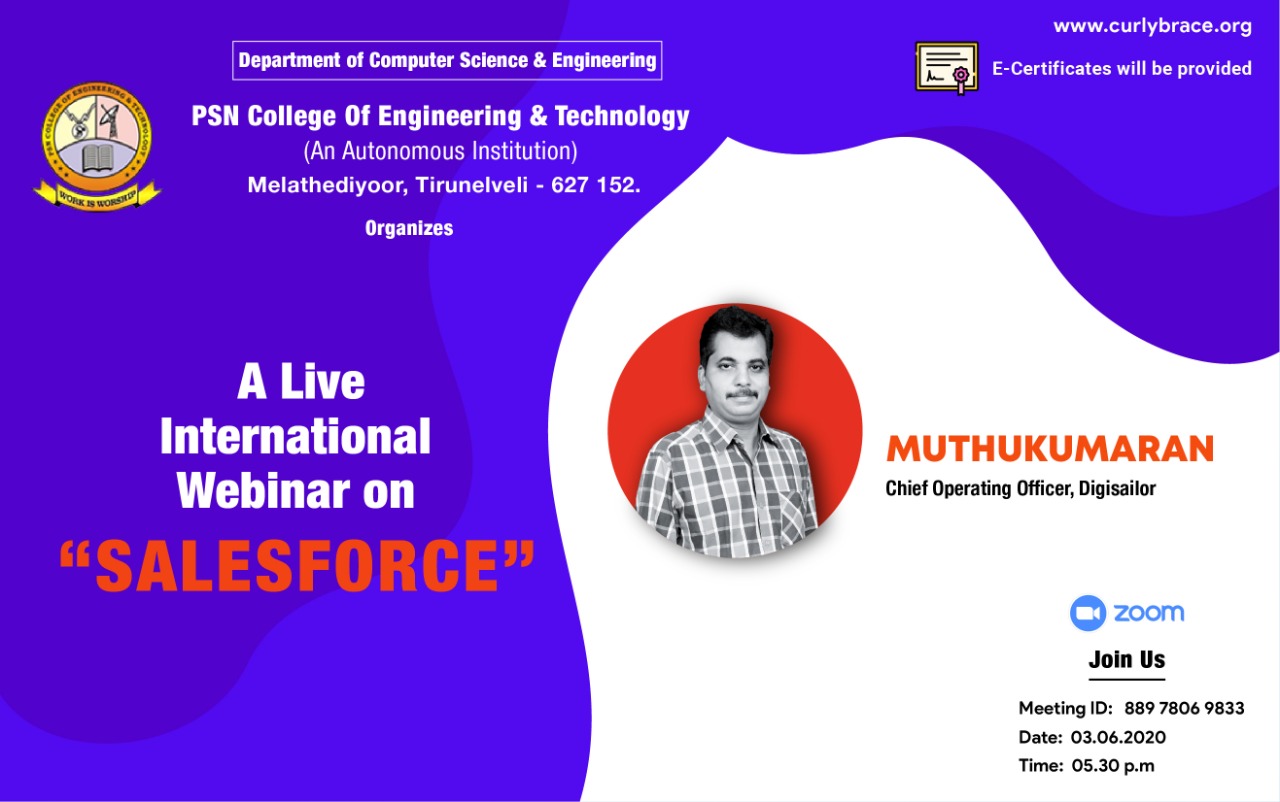 www.curlybrace.org
E-Certificates will be provided
Department of Computer Science & Engineering
PSN College Of Engineering & Technology
(An Autonomous Institution)
Melathediyoor, Tirunelveli - 627 152.
Organizes
PSN COLLEGE OF ENGINEERING & TECHNOLOGY
WORK IS WORSHIP
A Live
International
Webinar on
“SALESFORCE”
MUTHUKUMARAN
Chief Operating Officer, Digisailor
zoom
Join Us
Meeting ID: 889 7806 9833
Date: 03.06.2020
Time: 05.30 p.m